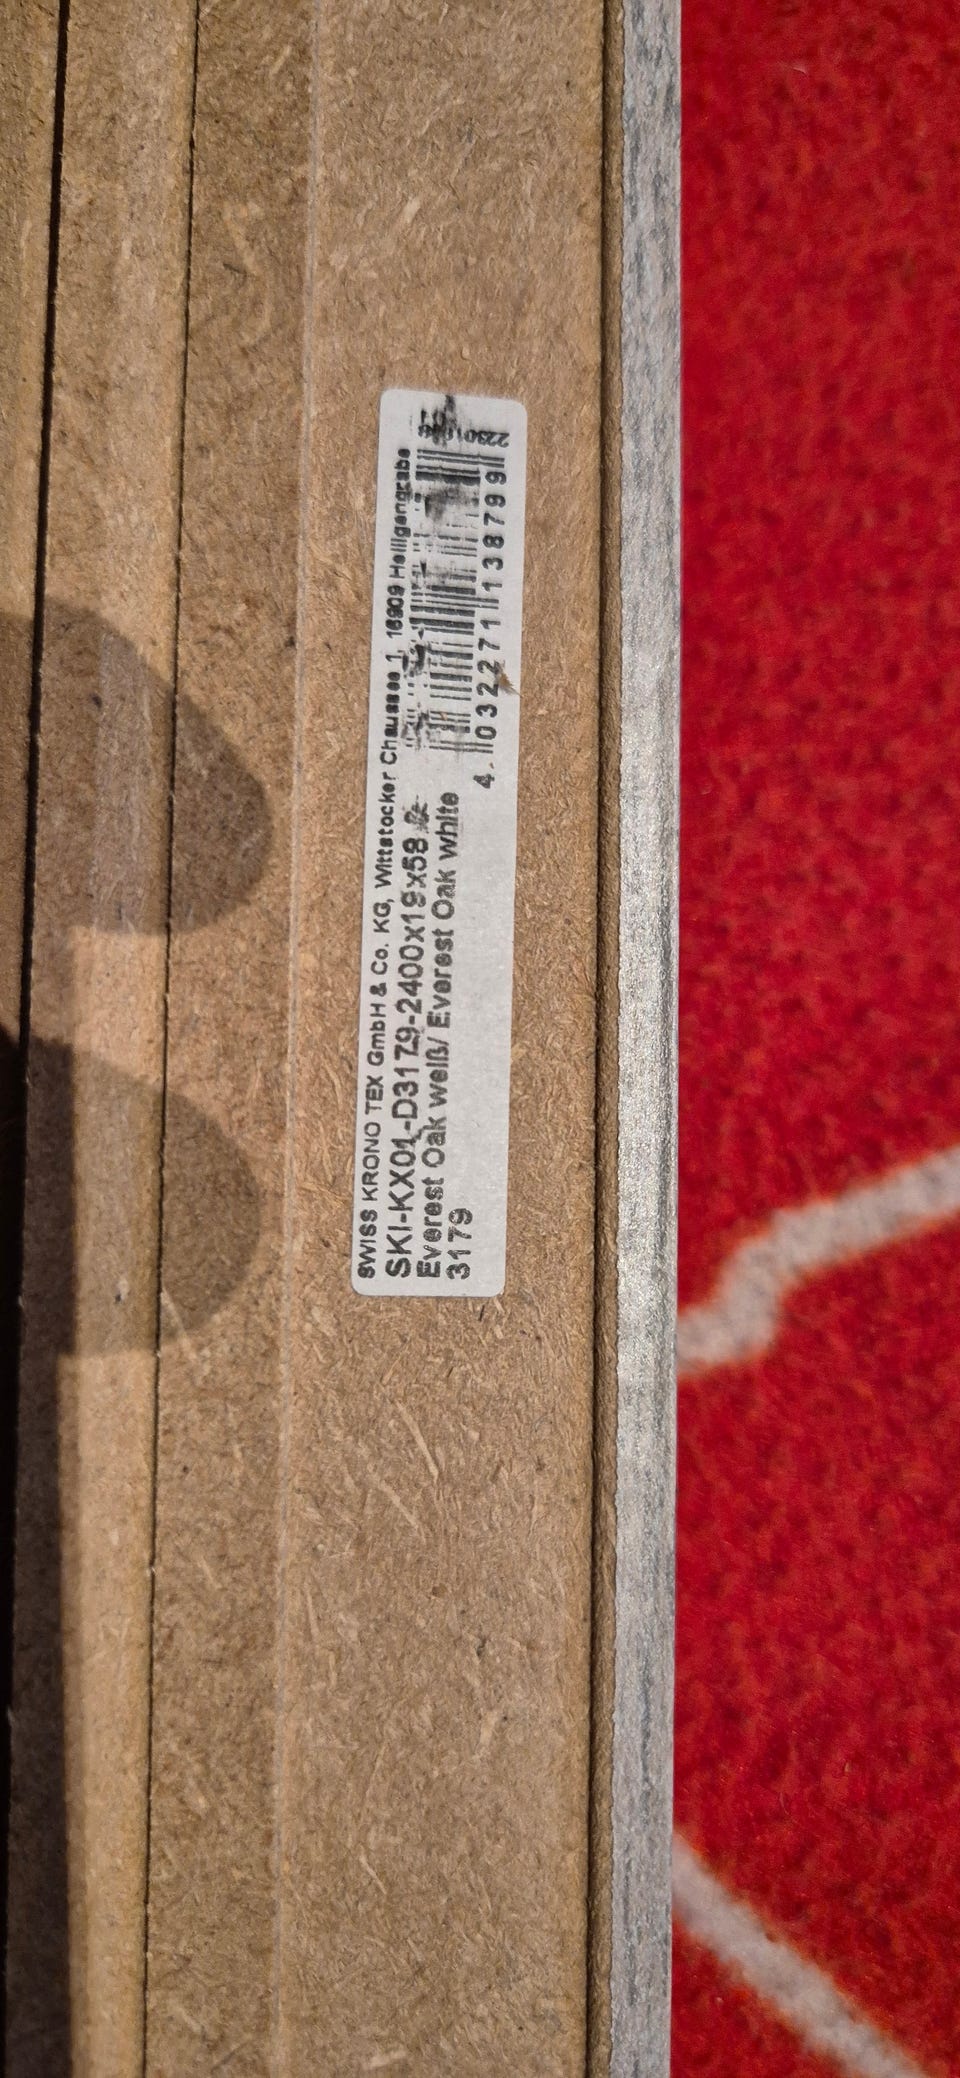 SWISS KRONO TEX GmbH & Co. KG, Wittstocker Chaussee 1, 16909 Heiligengrabe
SKI-KX01-D3179-2400x19x58
Everest Oak weiß/ Everest Oak white
3179
4 032271 138799